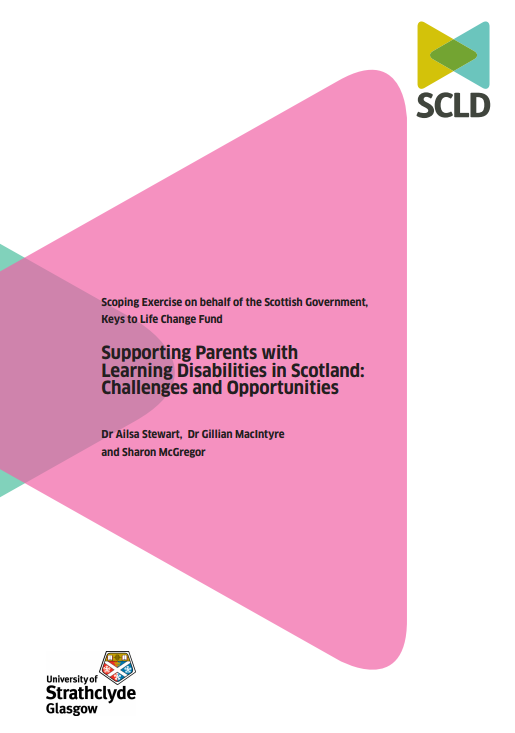 SCLD
Scoping Exercise on behalf of the Scottish Government,
Keys to Life Change Fund
Supporting Parents with
Learning Disabilities in Scotland:
Challenges and Opportunities
Dr Ailsa Stewart, Dr Gillian MacIntyre
and Sharon McGregor
University of
Strathclyde
Glasgow